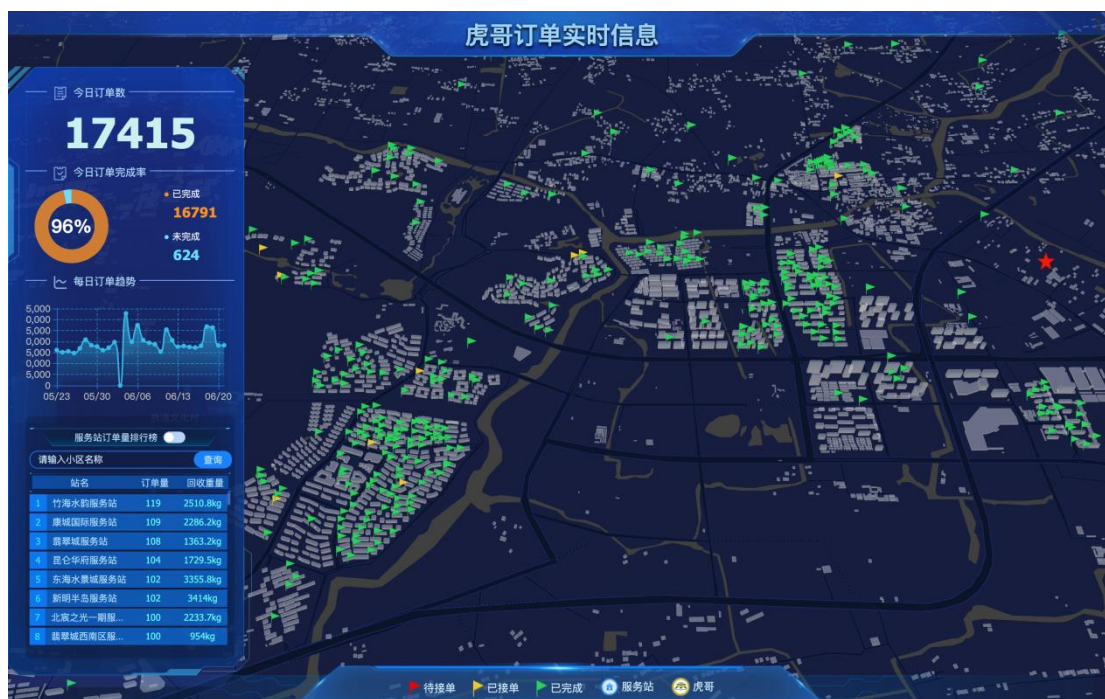 虎哥订单实时信息
今日订单数
17415
今日订单完成率
96%
已完成
16791
未完成
624
每日订单趋势
5,000
0,000
5,000
0,000
5,000
0,000
5,000
0
05/23 05/30 06/06 06/13 06/20
服务站订单量排行榜
请输入小区名称 查询
站名 订单量 回收重量
1 竹海水韵服务站 119 2510.8kg
2 康城国际服务站 109 2286.2kg
3 翡翠城服务站 108 1363.2kg
4 昆仑华府服务站 104 1729.5kg
5 东海水景城服务站 102 3355.8kg
6 新明半岛服务站 102 3414kg
7 北宸之光一期服... 100 2233.7kg
8 翡翠城西南区服... 100 954kg
待接单 已接单 已完成 服务站 虎哥